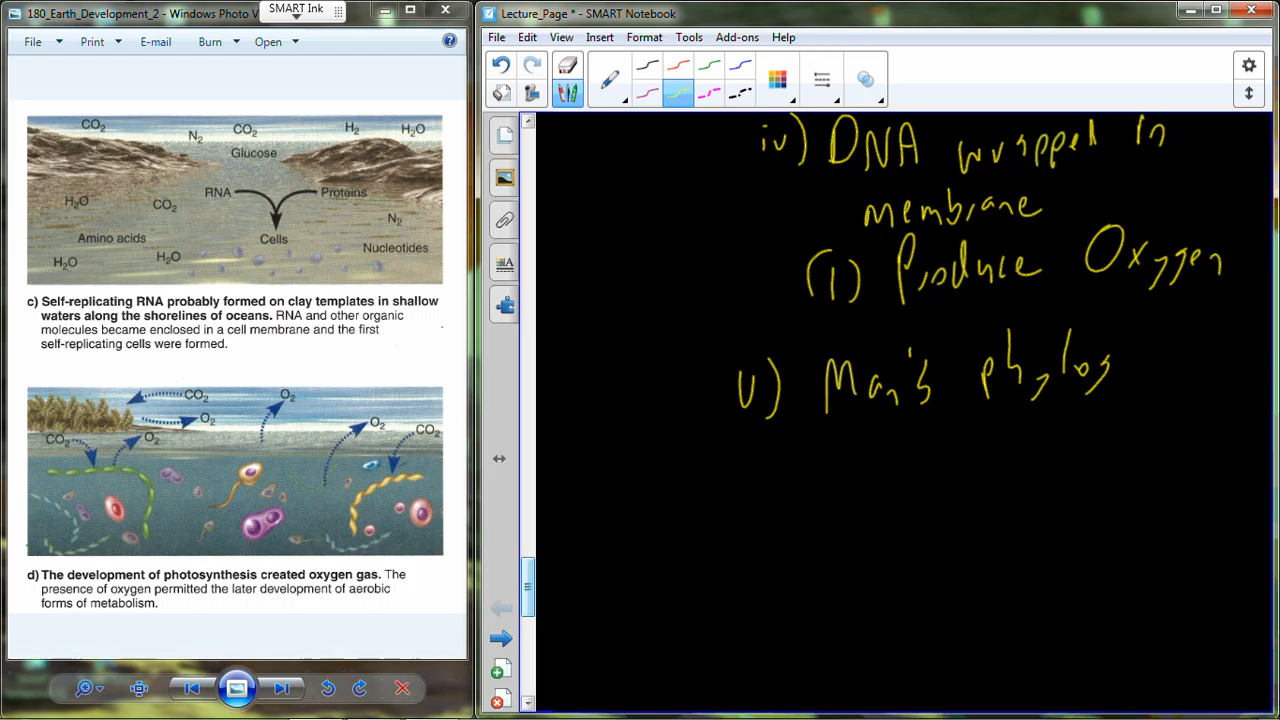 180_Earth_Development_2 - Windows Photo V
SMART Ink
File Print E-mail Burn Open
CO2 N2 CO2 H2 H2O
Glucose
RNA Proteins
H2O CO2 N2
Amino acids Cells Nucleotides
H2O H2O
c) Self-replicating RNA probably formed on clay templates in shallow
waters along the shorelines of oceans. RNA and other organic
molecules became enclosed in a cell membrane and the first
self-replicating cells were formed.
CO2 O2
O2 O2
CO2 O2 CO2
d) The development of photosynthesis created oxygen gas. The
presence of oxygen permitted the later development of aerobic
forms of metabolism.
Lecture_Page * - SMART Notebook
File Edit View Insert Format Tools Add-ons Help
iv) DNA wrapped in
membrane
(1) Produce Oxygen
v) Man's phylog